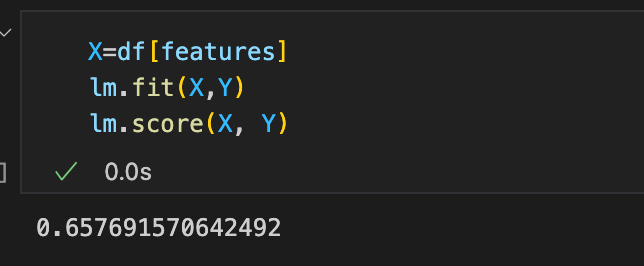 X=df[features]
lm.fit(X,Y)
lm.score(X, Y)
0.0s
0.657691570642492